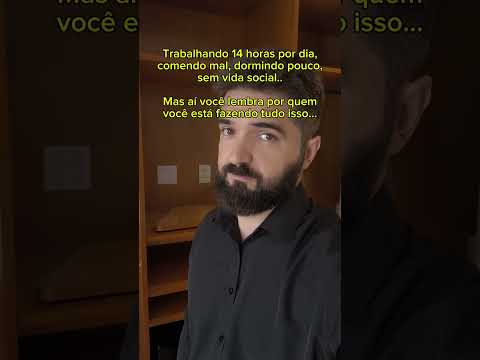 Trabalhando 14 horas por dia,
comendo mal, dormindo pouco,
sem vida social..
Mas aí você lembra por quem
você está fazendo tudo isso...